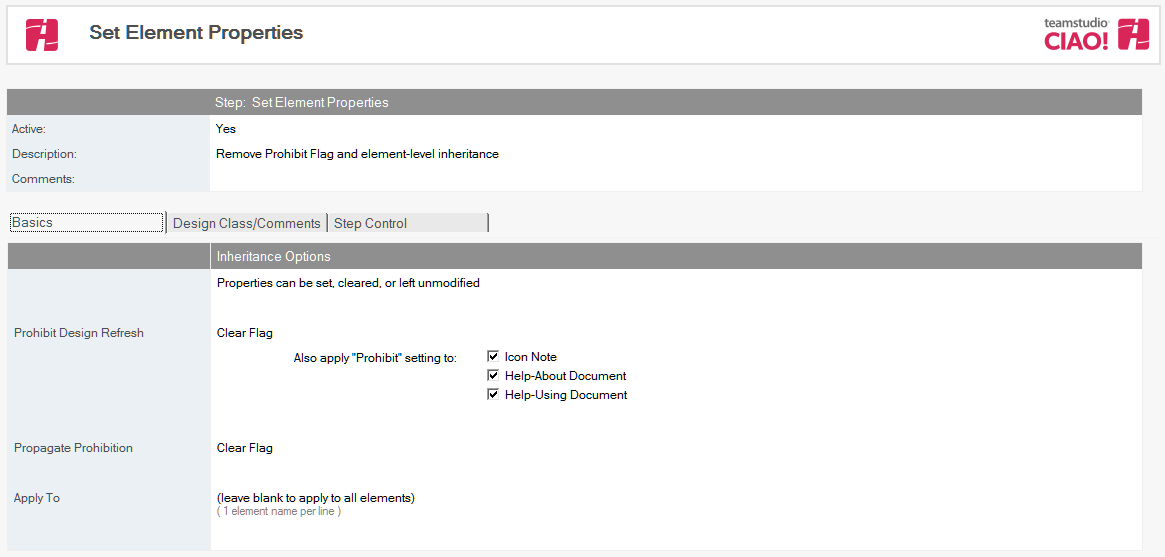 Set Element Properties
teamstudio
CIAO!
Step: Set Element Properties
Active: Yes
Description: Remove Prohibit Flag and element-level inheritance
Comments:
Basics Design Class/Comments Step Control
Inheritance Options
Properties can be set, cleared, or left unmodified
Prohibit Design Refresh Clear Flag
Also apply "Prohibit" setting to: Icon Note
Help-About Document
Help-Using Document
Propagate Prohibition Clear Flag
Apply To (leave blank to apply to all elements)
( 1 element name per line )